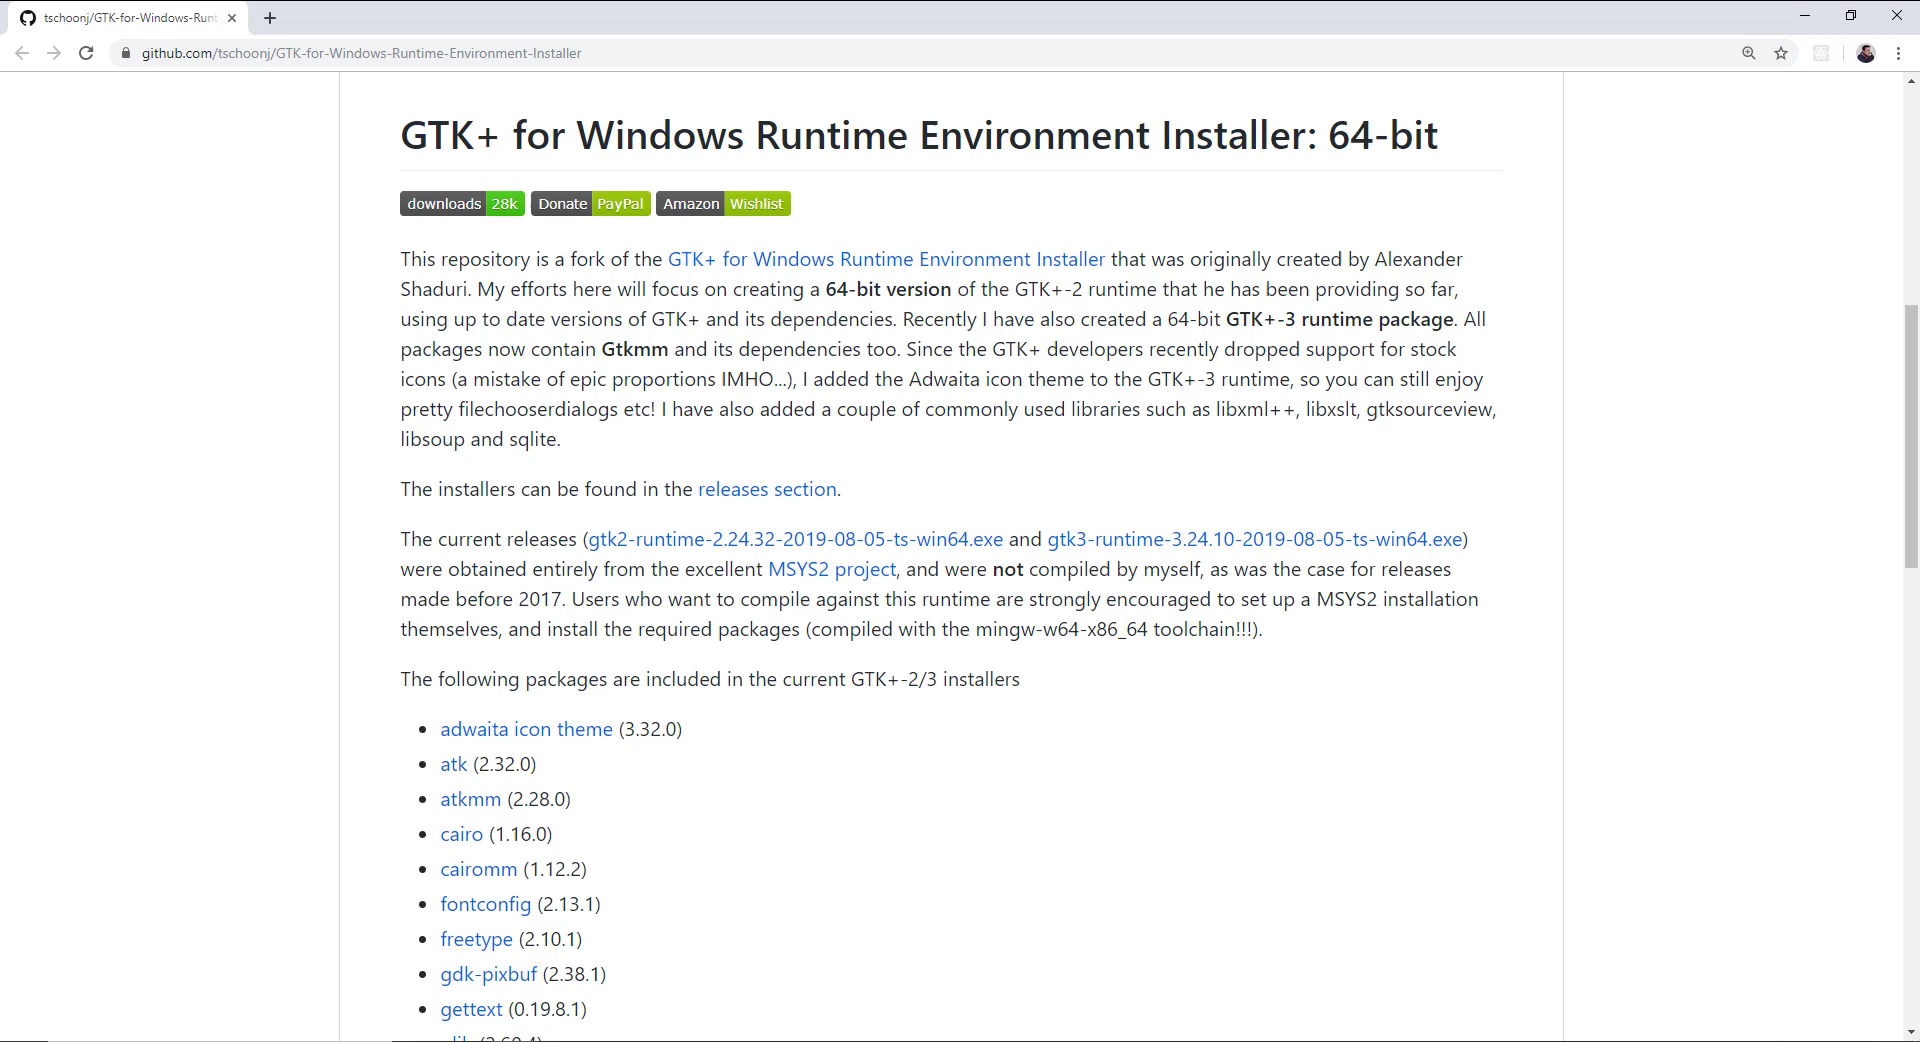 tschoonj/GTK-for-Windows-Runt
github.com/tschoonj/GTK-for-Windows-Runtime-Environment-Installer
GTK+ for Windows Runtime Environment Installer: 64-bit
downloads 28k Donate PayPal Amazon Wishlist
This repository is a fork of the GTK+ for Windows Runtime Environment Installer that was originally created by Alexander
Shaduri. My efforts here will focus on creating a 64-bit version of the GTK+-2 runtime that he has been providing so far,
using up to date versions of GTK+ and its dependencies. Recently I have also created a 64-bit GTK+-3 runtime package. All
packages now contain Gtkmm and its dependencies too. Since the GTK+ developers recently dropped support for stock
icons (a mistake of epic proportions IMHO...), I added the Adwaita icon theme to the GTK+-3 runtime, so you can still enjoy
pretty filechooserdialogs etc! I have also added a couple of commonly used libraries such as libxml++, libxslt, gtksourceview,
libsoup and sqlite.
The installers can be found in the releases section.
The current releases (gtk2-runtime-2.24.32-2019-08-05-ts-win64.exe and gtk3-runtime-3.24.10-2019-08-05-ts-win64.exe)
were obtained entirely from the excellent MSYS2 project, and were not compiled by myself, as was the case for releases
made before 2017. Users who want to compile against this runtime are strongly encouraged to set up a MSYS2 installation
themselves, and install the required packages (compiled with the mingw-w64-x86_64 toolchain!!!).
The following packages are included in the current GTK+-2/3 installers
• adwaita icon theme (3.32.0)
• atk (2.32.0)
• atkmm (2.28.0)
• cairo (1.16.0)
• cairomm (1.12.2)
• fontconfig (2.13.1)
• freetype (2.10.1)
• gdk-pixbuf (2.38.1)
• gettext (0.19.8.1)